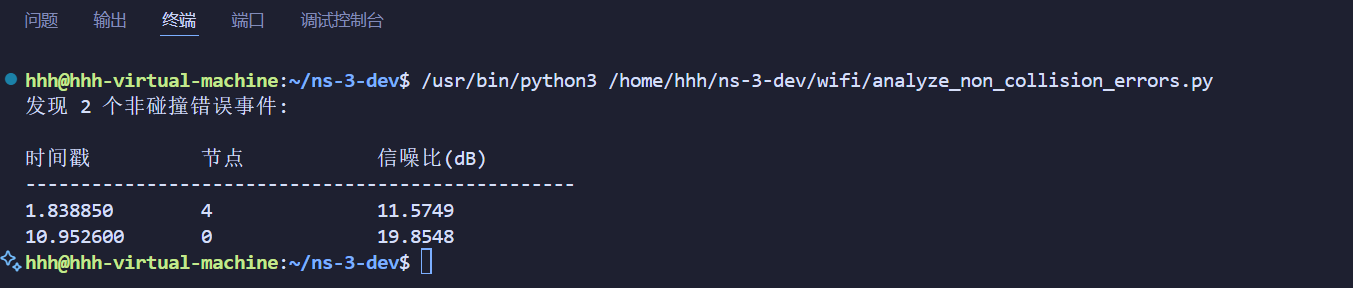 问题 输出 终端 端口 调试控制台
hhh@hhh-virtual-machine:~/ns-3-dev$ /usr/bin/python3 /home/hhh/ns-3-dev/wifi/analyze_non_collision_errors.py
发现 2 个非碰撞错误事件:
时间戳 节点 信噪比(dB)
--------------------------------------------------
1.838850 4 11.5749
10.952600 0 19.8548
hhh@hhh-virtual-machine:~/ns-3-dev$